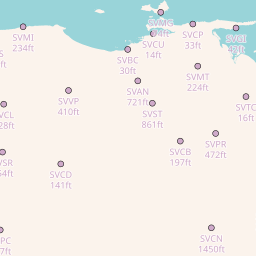 SVMI
234ft
SVBC
30ft
SVCU
14ft
SVCP
33ft
SVMT
224ft
SVVP
410ft
SVAN
721ft
SVST
861ft
SVTC
16ft
SVCB
197ft
SVPR
472ft
SVCD
141ft
SVCN
1450ft